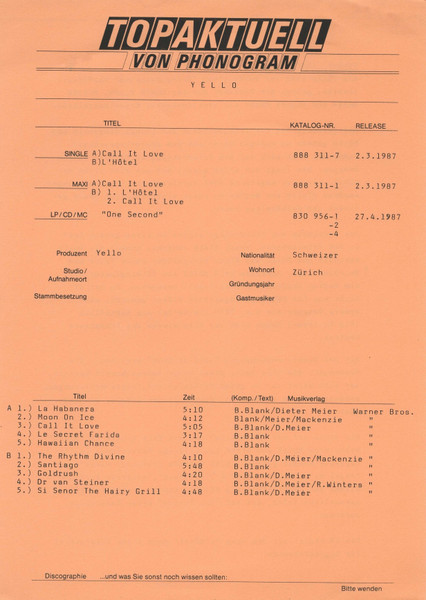 TOPAKTUELL
VON PHONOGRAM
YELLO
TITEL KATALOG-NR. RELEASE
SINGLE A)Call It Love 888 311-7 2.3.1987
B)L'Hôtel
MAXI A)Call It Love 888 311-1 2.3.1987
B) 1. L'Hôtel
2. Call It Love
LP/CD/MC "One Second" 830 956-1 27.4.1987
-2
-4
Produzent Yello Nationalität Schweizer
Studio/ Wohnort Zürich
Aufnahmeort Gründungsjahr
Stammbesetzung Gastmusiker
Titel Zeit (Komp./Text) Musikverlag
A 1.) La Habanera 5:10 B.Blank/Dieter Meier Warner Bros.
2.) Moon On Ice 4:12 Blank/Meier/Mackenzie "
3.) Call It Love 5:05 B.Blank/D.Meier "
4.) Le Secret Farida 3:17 B.Blank "
5.) Hawaiian Chance 4:18 B.Blank "
B 1.) The Rhythm Divine 4:10 B.Blank/D.Meier/Mackenzie "
2.) Santiago 5:48 B.Blank "
3.) Goldrush 4:20 B.Blank/D.Meier "
4.) Dr van Steiner 4:18 B.Blank/D.Meier/R.Winters "
5.) Si Senor The Hairy Grill 4:48 B.Blank/D.Meier "
Discographie ...und was Sie sonst noch wissen sollten:
Bitte wenden